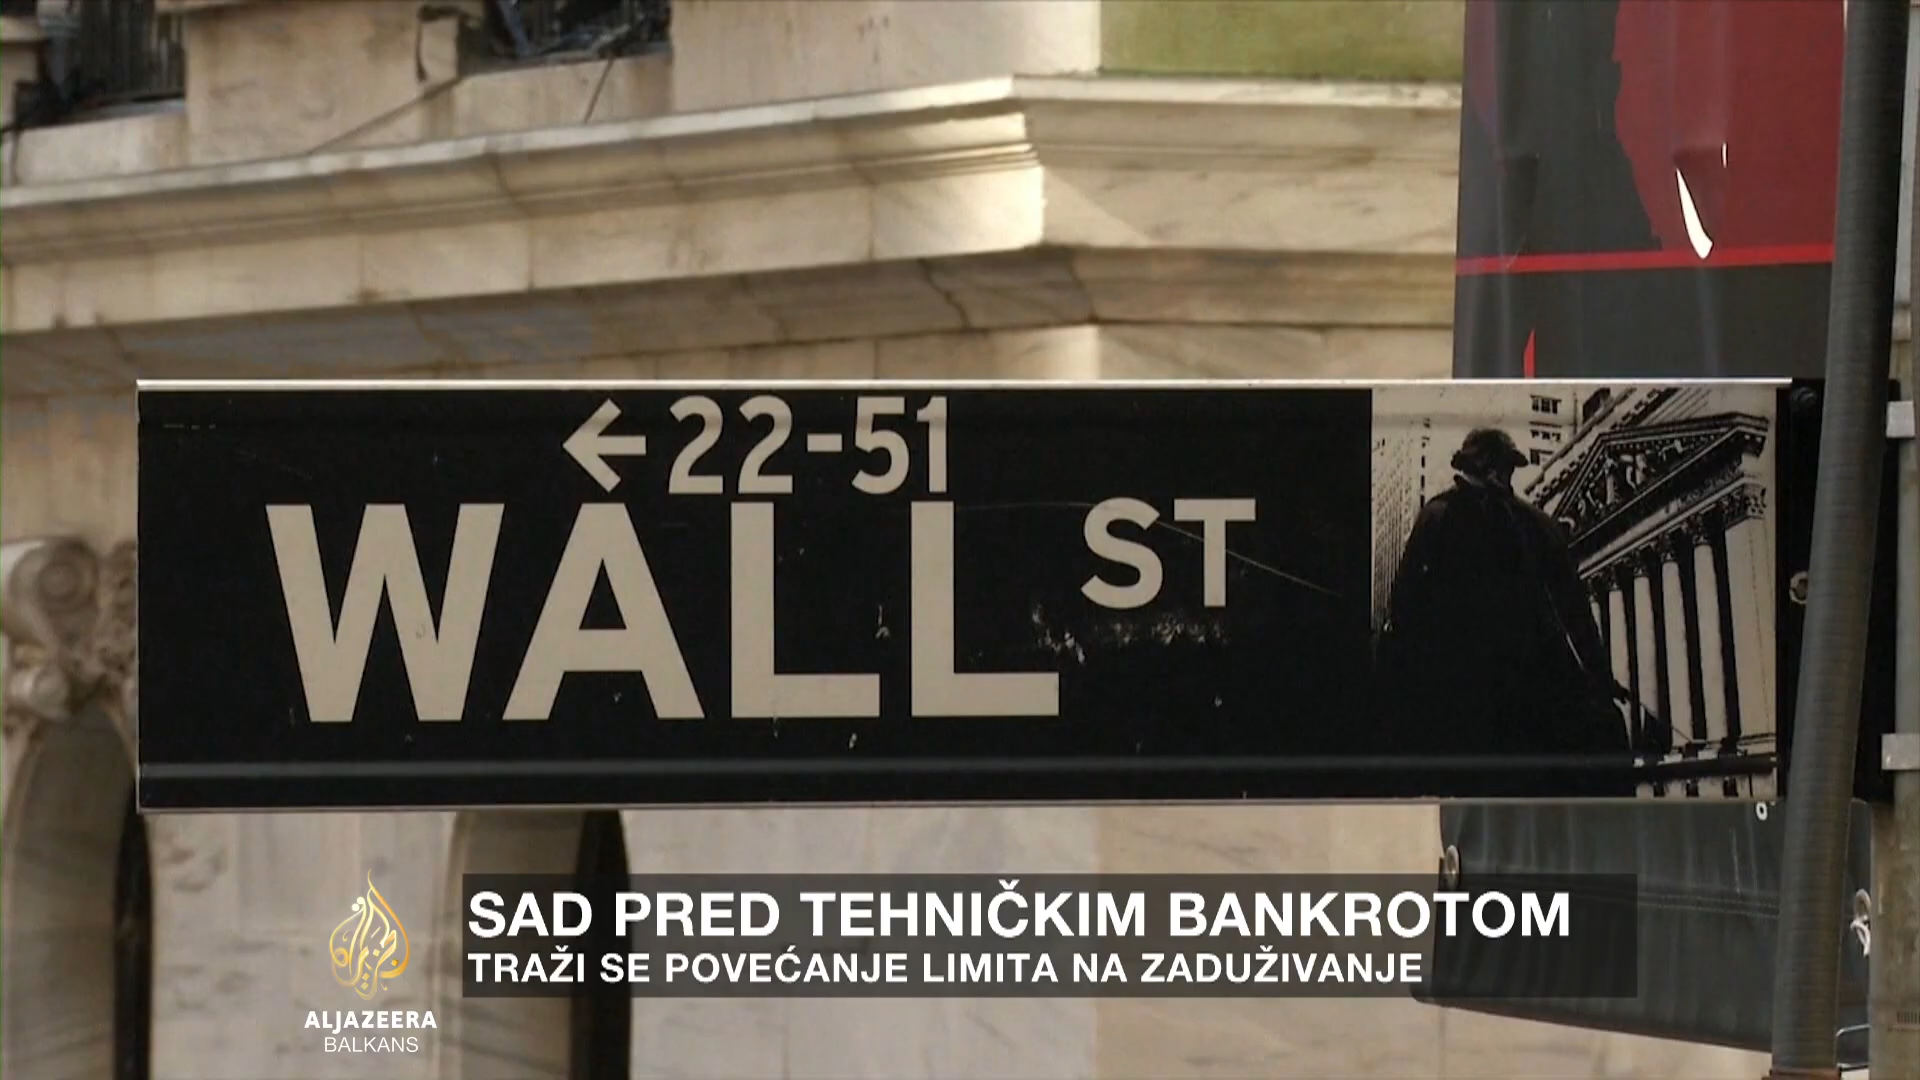 ←22-51
WALL ST
SAD PRED TEHNIČKIM BANKROTOM
TRAŽI SE POVEĆANJE LIMITA NA ZADUŽIVANJE
ALJAZEERA
BALKANS